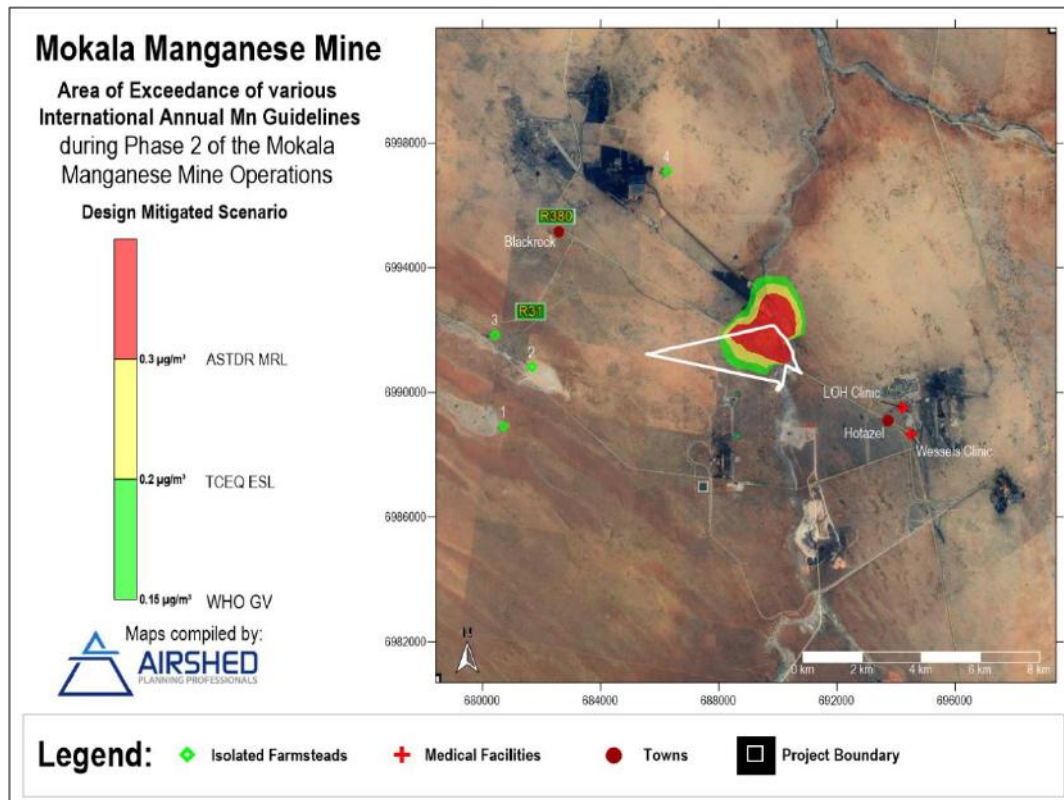 Mokala Manganese Mine
Area of Exceedance of various
International Annual Mn Guidelines
during Phase 2 of the Mokala
Manganese Mine Operations
Design Mitigated Scenario
0.3 µg/m³ ASTDR MRL
0.2 µg/m³ TCEQ ESL
0.15 µg/m³ WHO GV
Maps compiled by:
AIRSHED
PLANNING PROFESSIONALS
6998000
6994000
6990000
6986000
6982000
4
R380
Blackrock
R31
3
2
1
LOH Clinic
Hotazel
Wessels Clinic
N
0 km 2 km 4 km 6 km 8 km
680000 684000 688000 692000 696000
Legend: Isolated Farmsteads Medical Facilities Towns Project Boundary